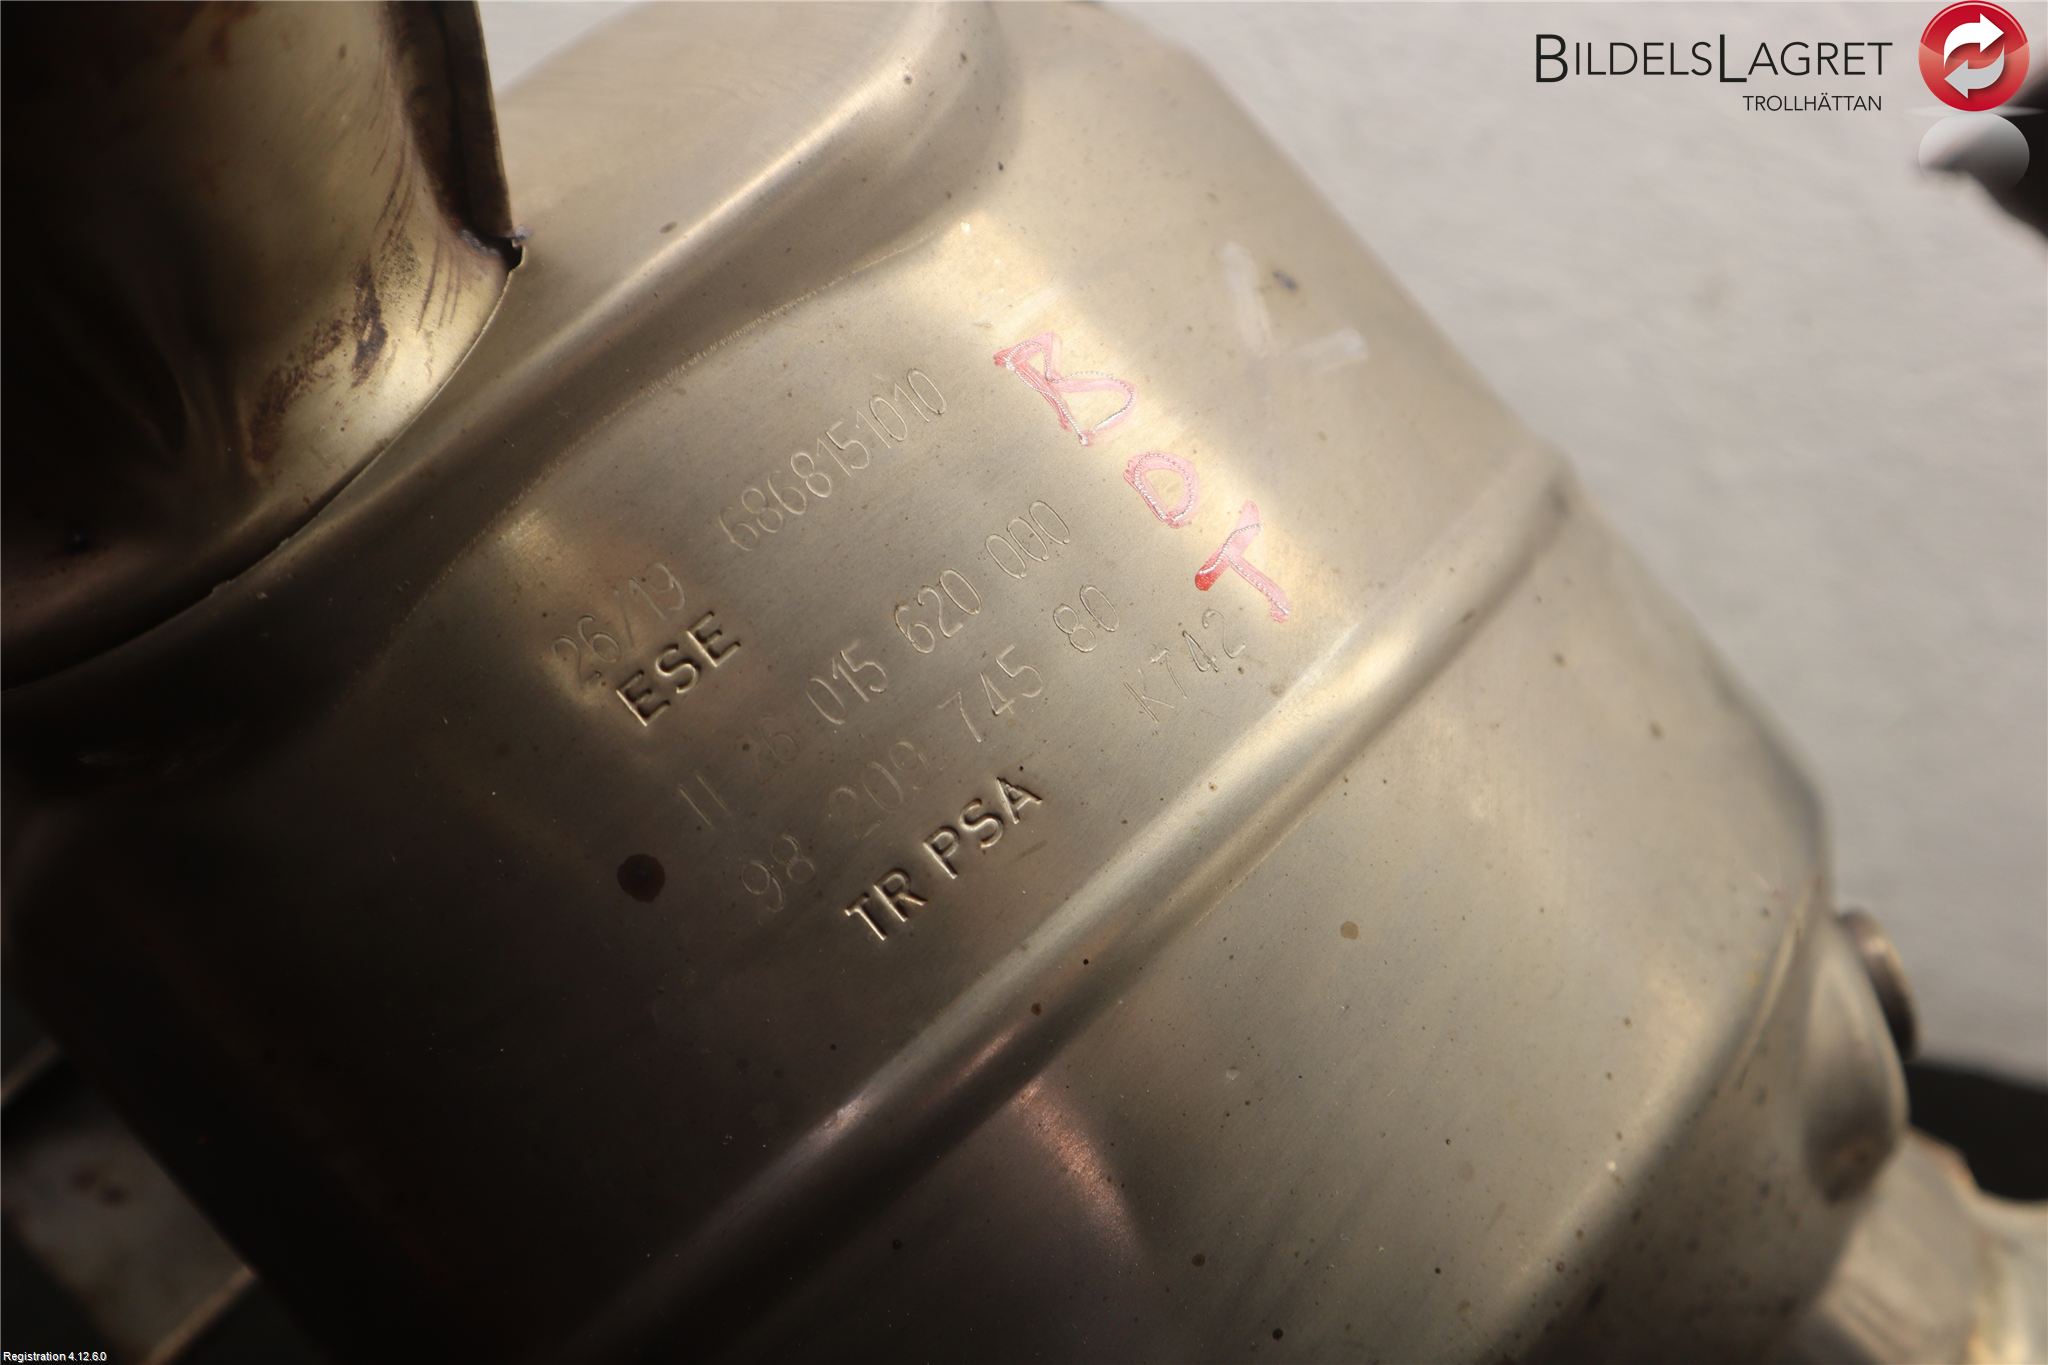 BILDELSLAGRET
TROLLHÄTTAN
BDT
26/19 6868151010
ESE
11 26 015 620 000
98 209 745 80
K742
TR PSA
Registration 4.12.6.0